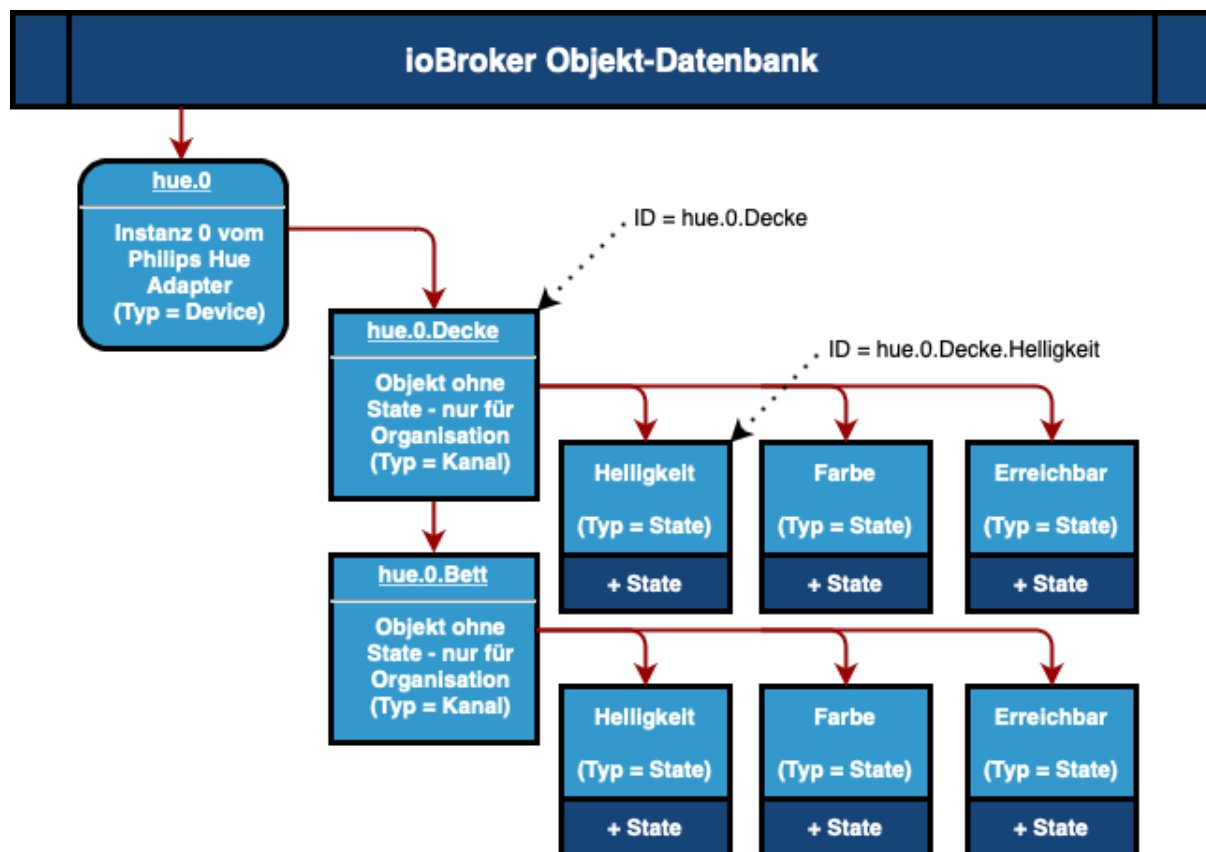 ioBroker Objekt-Datenbank
hue.0
Instanz 0 vom
Philips Hue
Adapter
(Typ = Device)
ID = hue.0.Decke
hue.0.Decke
Objekt ohne
State - nur für
Organisation
(Typ = Kanal)
ID = hue.0.Decke.Helligkeit
Helligkeit
(Typ = State)
+ State
Farbe
(Typ = State)
+ State
Erreichbar
(Typ = State)
+ State
hue.0.Bett
Objekt ohne
State - nur für
Organisation
(Typ = Kanal)
Helligkeit
(Typ = State)
+ State
Farbe
(Typ = State)
+ State
Erreichbar
(Typ = State)
+ State